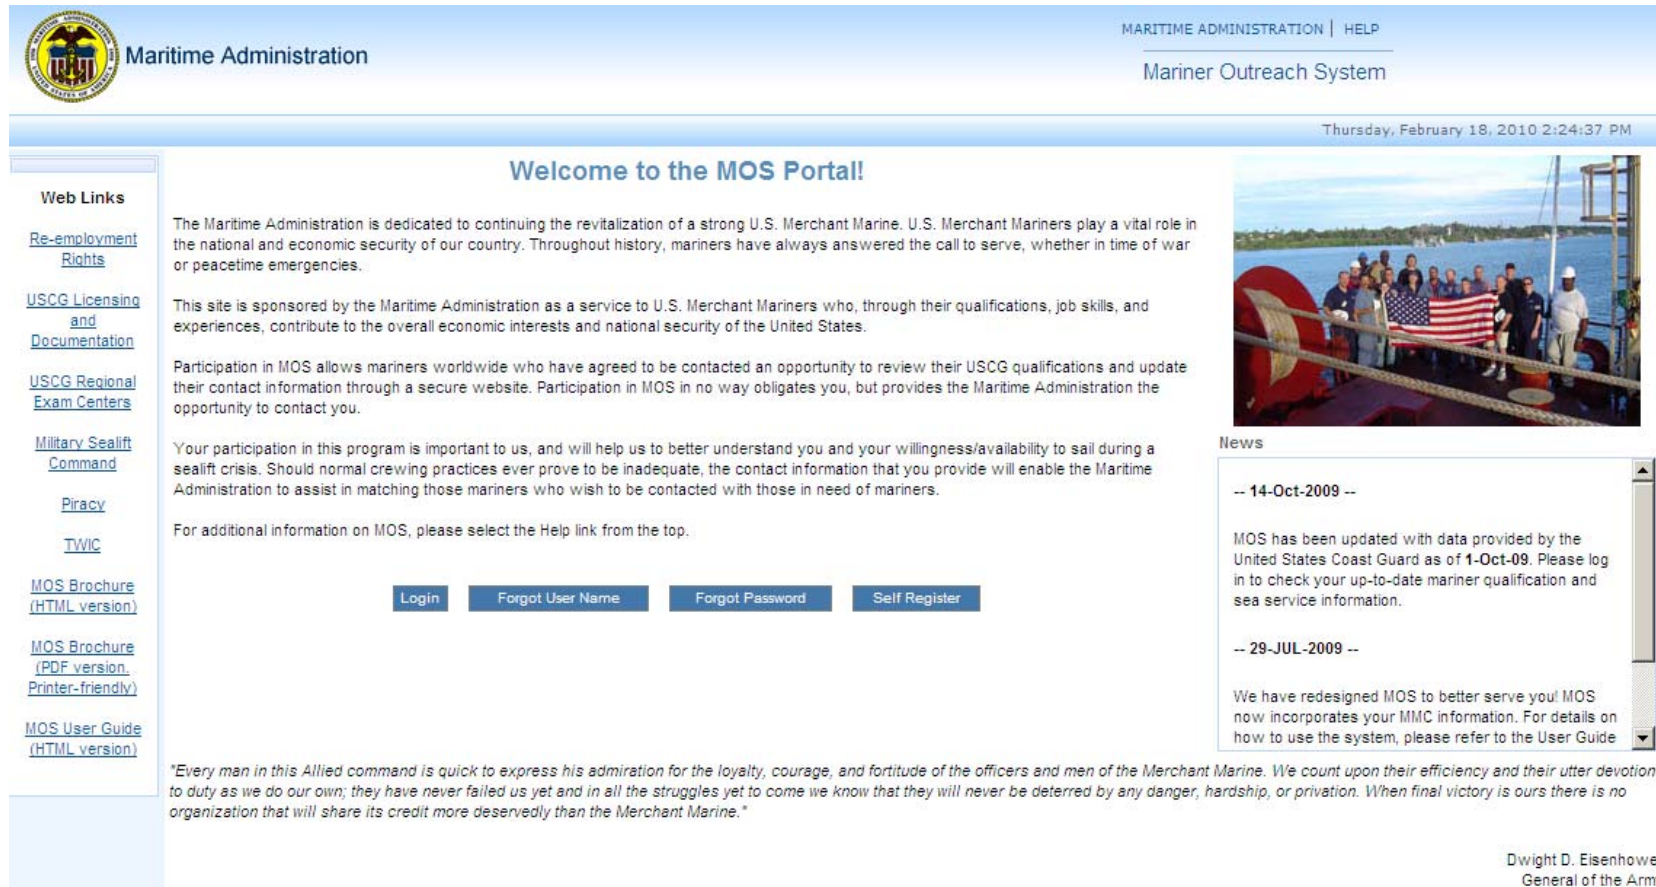 Maritime Administration
MARITIME ADMINISTRATION | HELP
Mariner Outreach System
Thursday, February 18, 2010 2:24:37 PM
Web Links
Re-employment
Rights
USCG Licensing
and
Documentation
USCG Regional
Exam Centers
Military Sealift
Command
Piracy
TWIC
MOS Brochure
(HTML version)
MOS Brochure
(PDF version.
Printer-friendly)
MOS User Guide
(HTML version)
Welcome to the MOS Portal!
The Maritime Administration is dedicated to continuing the revitalization of a strong U.S. Merchant Marine. U.S. Merchant Mariners play a vital role in
the national and economic security of our country. Throughout history, mariners have always answered the call to serve, whether in time of war
or peacetime emergencies.
This site is sponsored by the Maritime Administration as a service to U.S. Merchant Mariners who, through their qualifications, job skills, and
experiences, contribute to the overall economic interests and national security of the United States.
Participation in MOS allows mariners worldwide who have agreed to be contacted an opportunity to review their USCG qualifications and update
their contact information through a secure website. Participation in MOS in no way obligates you, but provides the Maritime Administration the
opportunity to contact you.
Your participation in this program is important to us, and will help us to better understand you and your willingness/availability to sail during a
sealift crisis. Should normal crewing practices ever prove to be inadequate, the contact information that you provide will enable the Maritime
Administration to assist in matching those mariners who wish to be contacted with those in need of mariners.
For additional information on MOS, please select the Help link from the top.
Login Forgot User Name Forgot Password Self Register
News
-- 14-Oct-2009 --
MOS has been updated with data provided by the
United States Coast Guard as of 1-Oct-09. Please log
in to check your up-to-date mariner qualification and
sea service information.
-- 29-JUL-2009 --
We have redesigned MOS to better serve you! MOS
now incorporates your MMC information. For details on
how to use the system, please refer to the User Guide
"Every man in this Allied command is quick to express his admiration for the loyalty, courage, and fortitude of the officers and men of the Merchant Marine. We count upon their efficiency and their utter devotion
to duty as we do our own; they have never failed us yet and in all the struggles yet to come we know that they will never be deterred by any danger, hardship, or privation. When final victory is ours there is no
organization that will share its credit more deservedly than the Merchant Marine."
Dwight D. Eisenhowe
General of the Arm